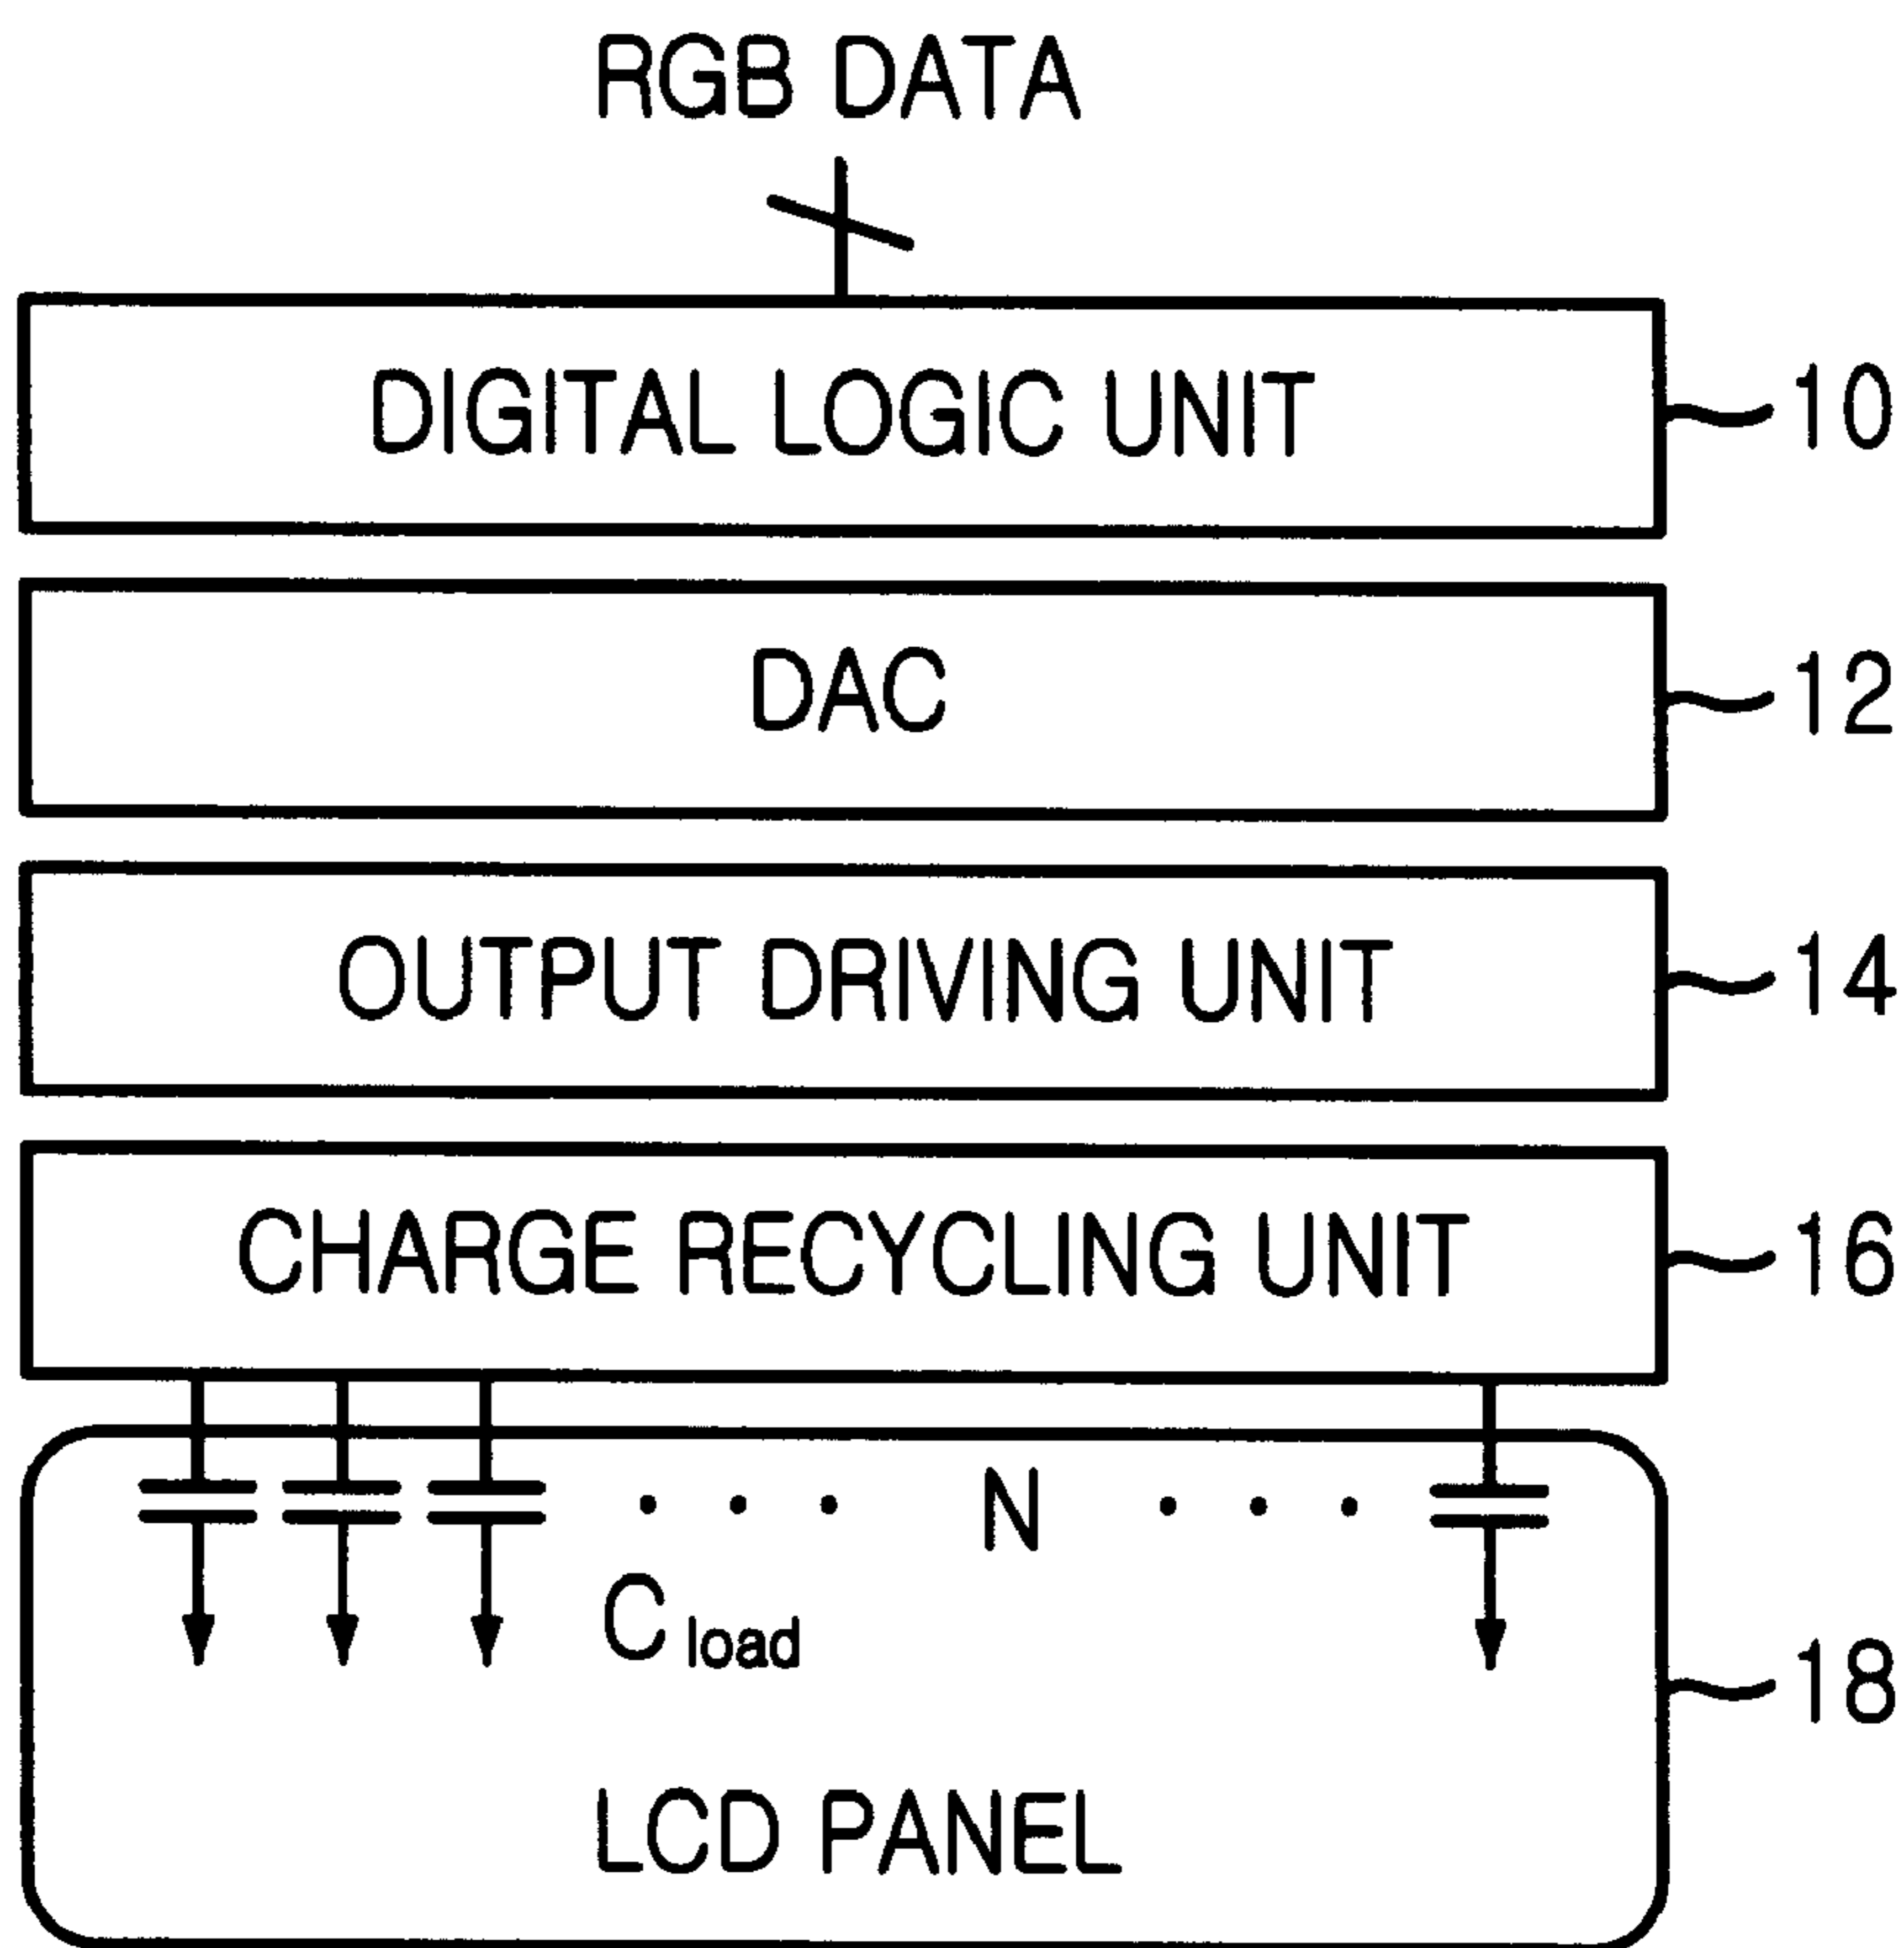 RGB DATA
DIGITAL LOGIC UNIT 10
DAC 12
OUTPUT DRIVING UNIT 14
CHARGE RECYCLING UNIT 16
• • • N • • •
Cload
18
LCD PANEL